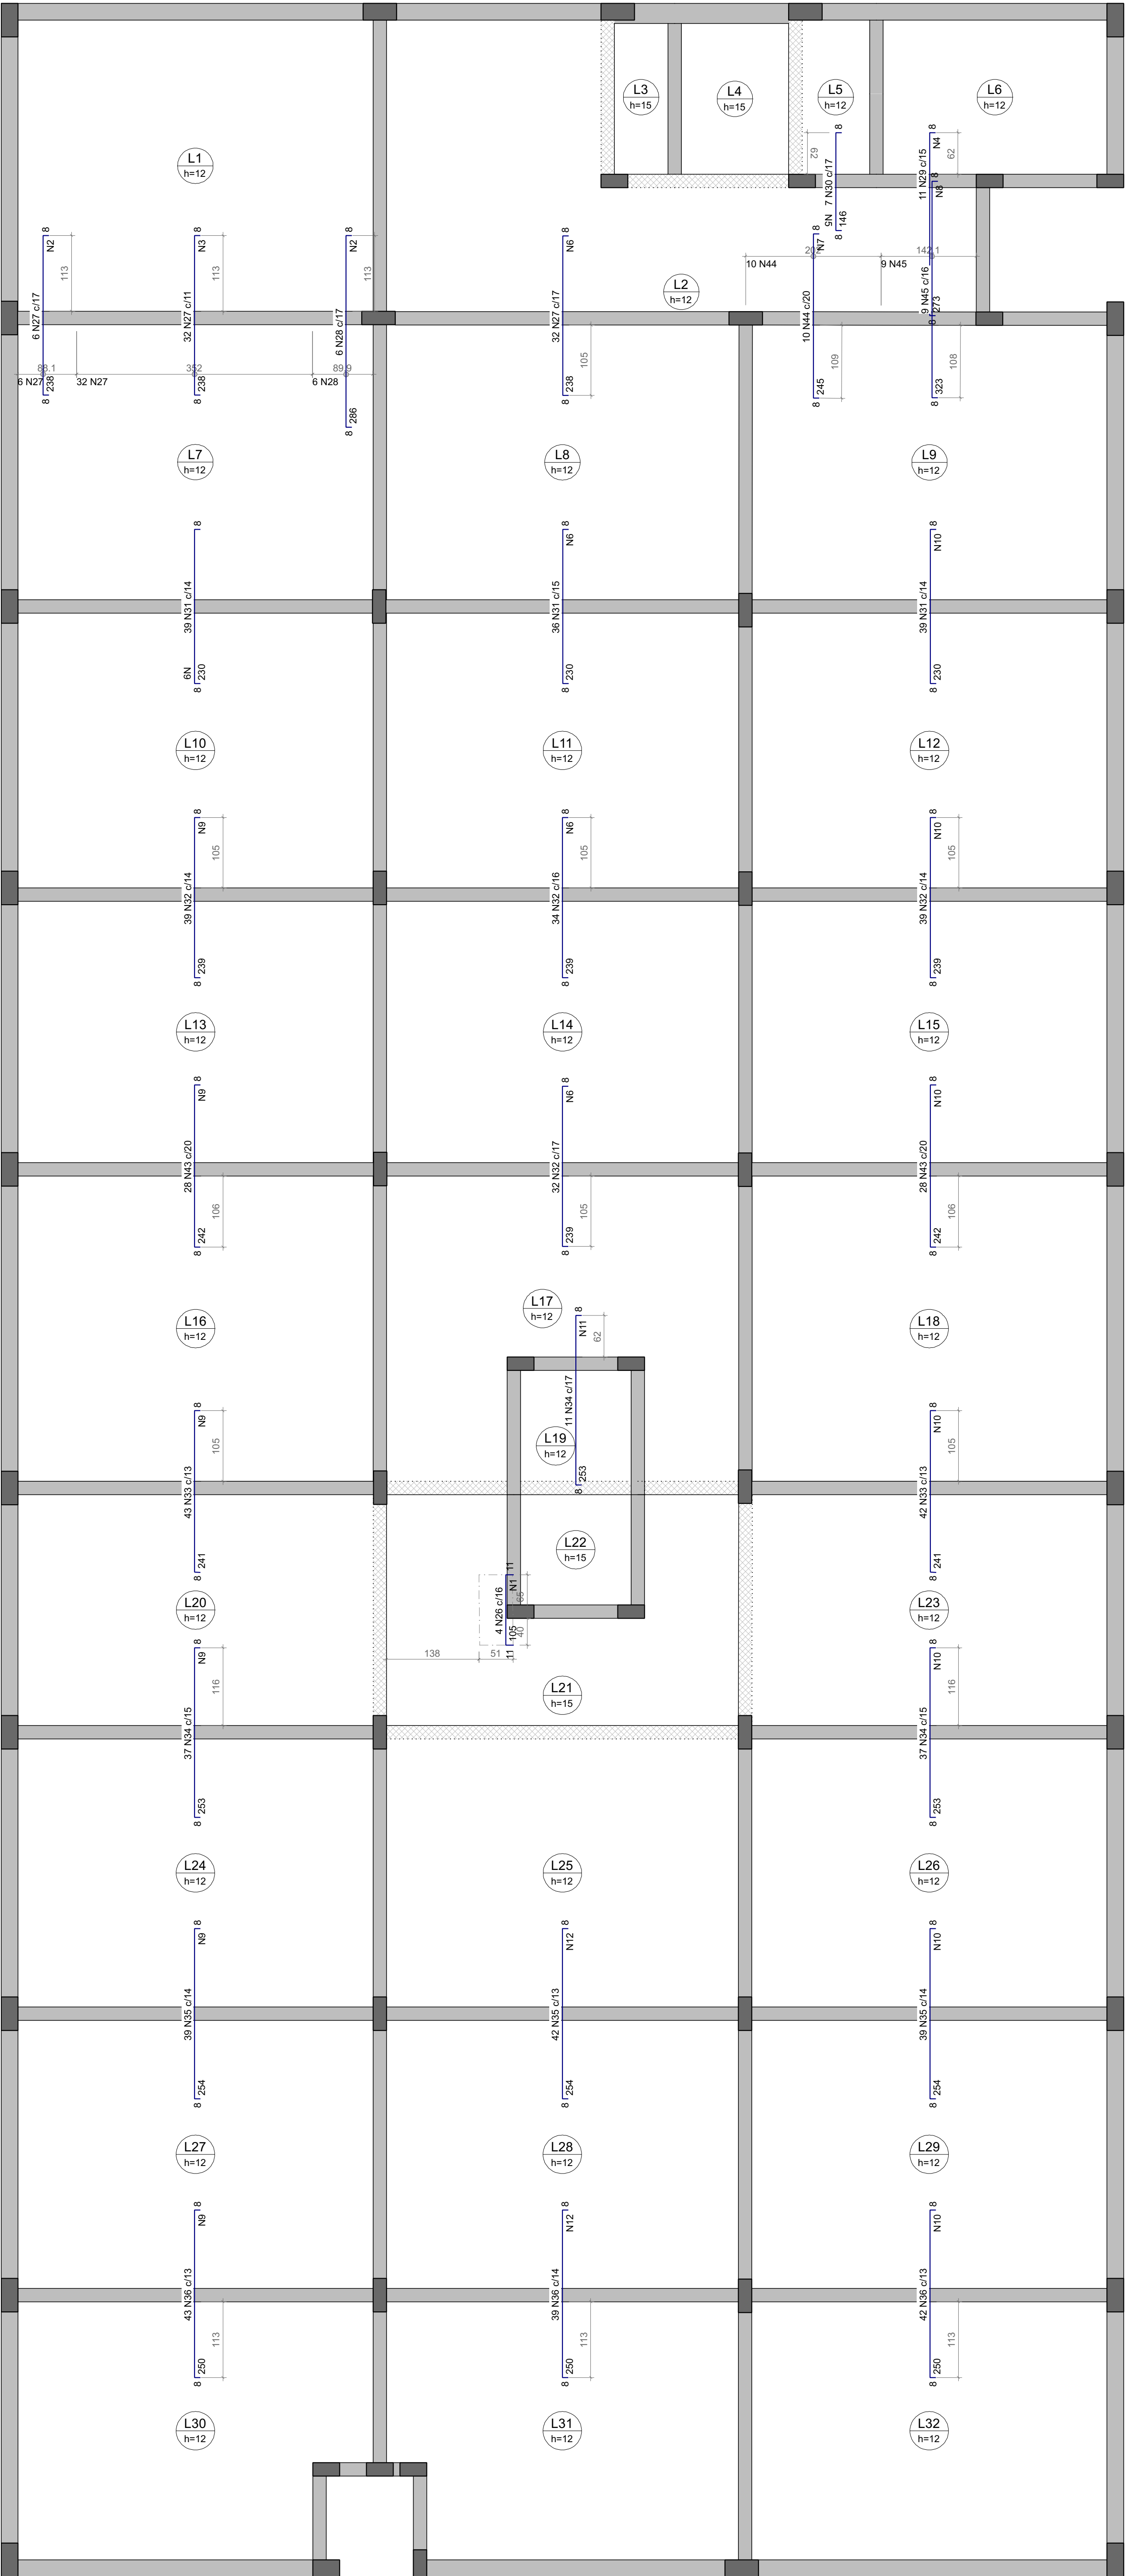 L3
h=15
L4
h=15
L5
h=12
L6
h=12
L1
h=12
8
7 N30 c/17
N5
146
8
62
8
11 N29 c/15
N4
62
8
N8
9 N45 c/16
273
8
8
N2
6 N27 c/17
113
238
8
8
N3
32 N27 c/11
113
238
8
8
N2
6 N28 c/17
113
286
8
88.1
352
89.9
6 N27
32 N27
6 N28
8
N6
32 N27 c/17
105
238
8
L2
h=12
142.1
10 N44
9 N45
8
N7
10 N44 c/20
109
245
8
108
323
8
L7
h=12
L8
h=12
L9
h=12
8
39 N31 c/14
N9
230
8
8
N6
36 N31 c/15
230
8
8
N10
39 N31 c/14
230
8
L10
h=12
L11
h=12
L12
h=12
8
N9
105
39 N32 c/14
239
8
8
N6
105
34 N32 c/16
239
8
8
N10
105
39 N32 c/14
239
8
L13
h=12
L14
h=12
L15
h=12
8
N9
28 N43 c/20
106
242
8
8
N6
32 N32 c/17
105
239
8
8
N10
28 N43 c/20
106
242
8
L16
h=12
L17
h=12
L18
h=12
8
N11
62
11 N34 c/17
253
8
L19
h=12
8
N9
105
43 N33 c/13
241
8
8
N10
105
42 N33 c/13
241
8
L22
h=15
11
N1
4 N26 c/16
65
105
40
11
138
51
L20
h=12
L23
h=12
L21
h=15
8
N9
116
37 N34 c/15
253
8
8
N10
116
37 N34 c/15
253
8
L24
h=12
L25
h=12
L26
h=12
8
N9
39 N35 c/14
254
8
8
N12
42 N35 c/13
254
8
8
N10
39 N35 c/14
254
8
L27
h=12
L28
h=12
L29
h=12
8
N9
43 N36 c/13
113
250
8
8
N12
39 N36 c/14
113
250
8
8
N10
42 N36 c/13
113
250
8
L30
h=12
L31
h=12
L32
h=12